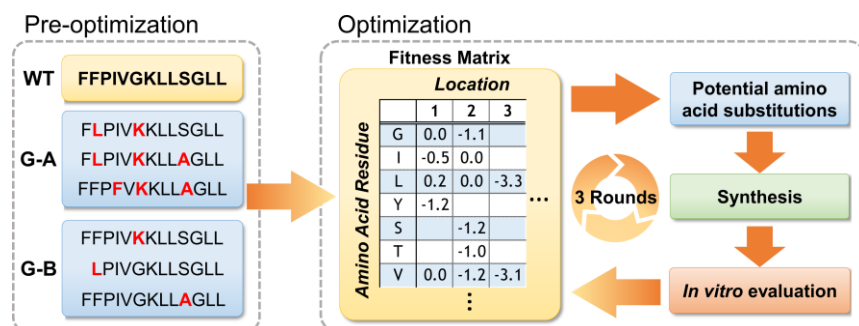 Pre-optimization
WT FFPIVGKLLSGLL
G-A
FLPIVKKLLSGLL
FLPIVKKLLAGLL
FFPFVKKLLAGLL
G-B
FFPIVKKLLSGLL
LPIVGKLLSGLL
FFPIVGKLLAGLL
Optimization
Fitness Matrix
Location
Amino Acid Residue
1 2 3
G 0.0 -1.1
I -0.5 0.0
L 0.2 0.0 -3.3
Y -1.2
S -1.2
T -1.0
V 0.0 -1.2 -3.1
...
⋮
3 Rounds
Potential amino
acid substitutions
Synthesis
In vitro evaluation